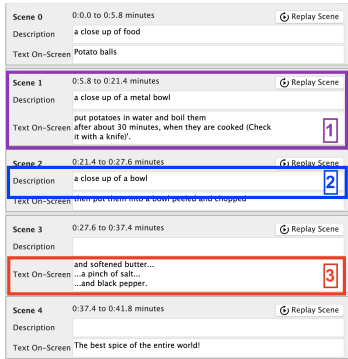 Scene 0 0:0.0 to 0:5.8 minutes Replay Scene
Description a close up of food
Text On-Screen Potato balls
Scene 1 0:5.8 to 0:21.4 minutes Replay Scene
Description a close up of a metal bowl
put potatoes in water and boil them
Text On-Screen after about 30 minutes, when they are cooked (Check
it with a knife)'.
1
Scene 2 0:21.4 to 0:27.6 minutes Replay Scene
Description a close up of a bowl
2
Text On-Screen then put them into a bowl peeled and chopped
Scene 3 0:27.6 to 0:37.4 minutes Replay Scene
Description
and softened butter...
Text On-Screen ...a pinch of salt...
...and black pepper.
3
Scene 4 0:37.4 to 0:41.8 minutes Replay Scene
Description
Text On-Screen The best spice of the entire world!